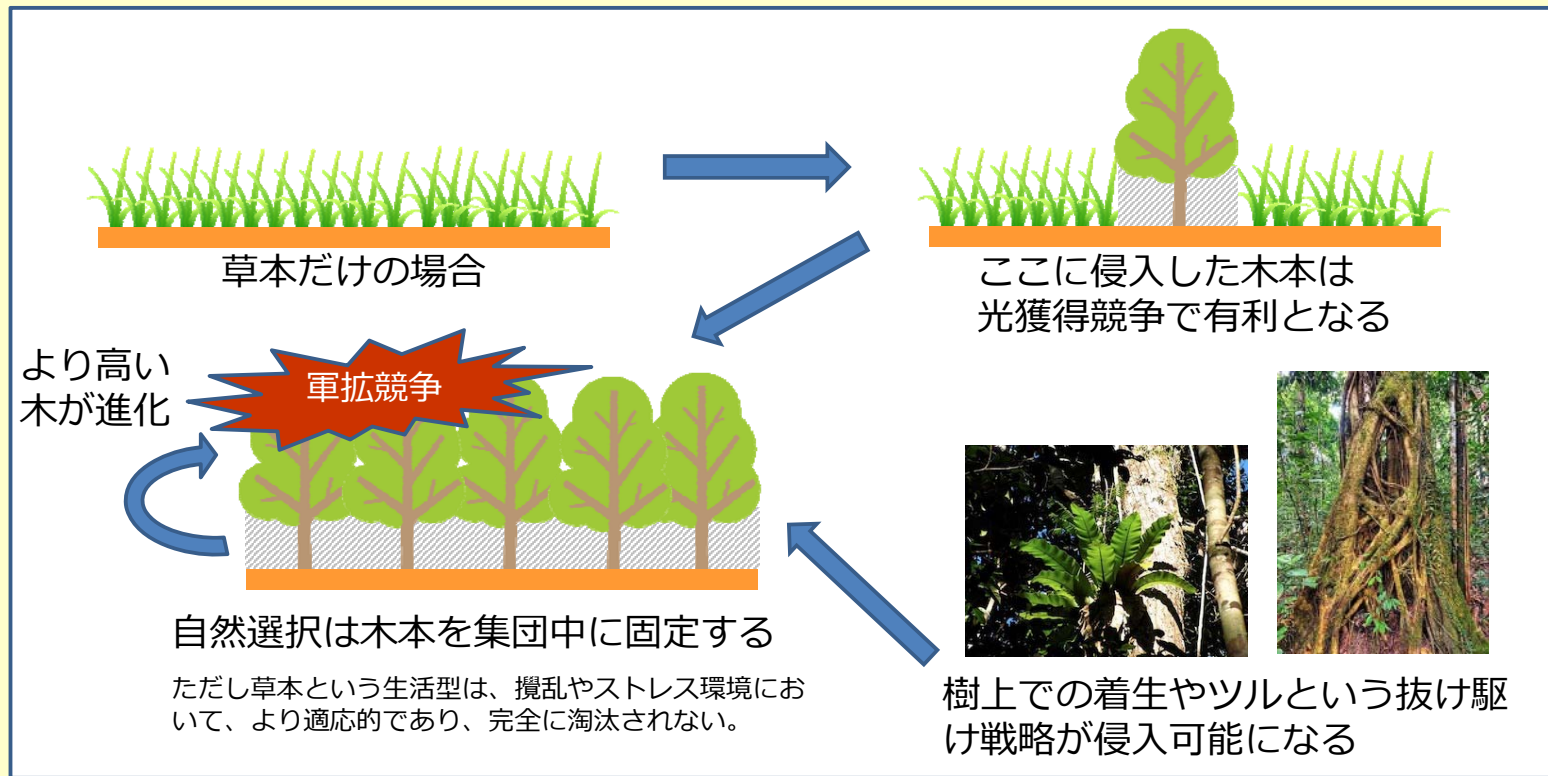 草本だけの場合
ここに侵入した木本は
光獲得競争で有利となる
より高い
木が進化
軍拡競争
自然選択は木本を集団中に固定する
ただし草本という生活型は、攪乱やストレス環境にお
いて、より適応的であり、完全に淘汰されない。
樹上での着生やツルという抜け駆
け戦略が侵入可能になる